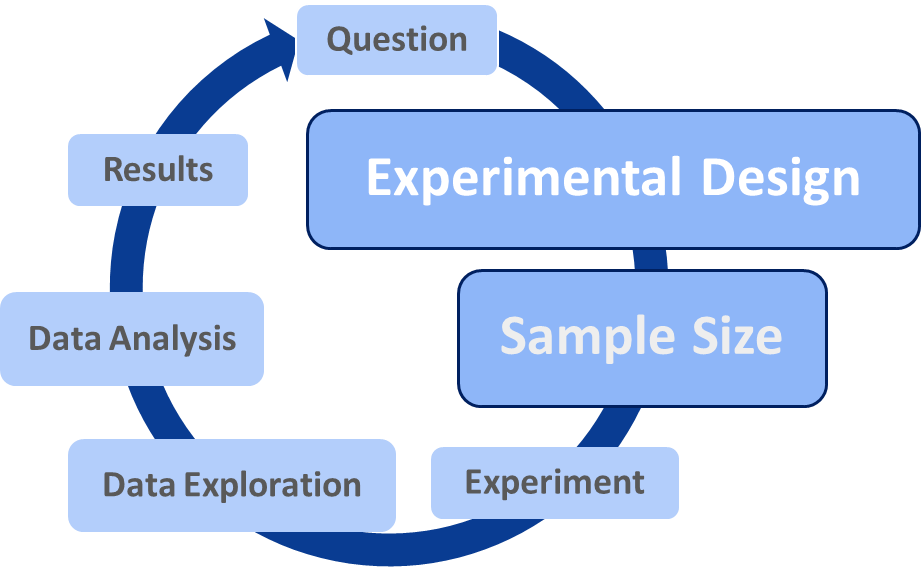 Question
Experimental Design
Sample Size
Experiment
Data Exploration
Data Analysis
Results